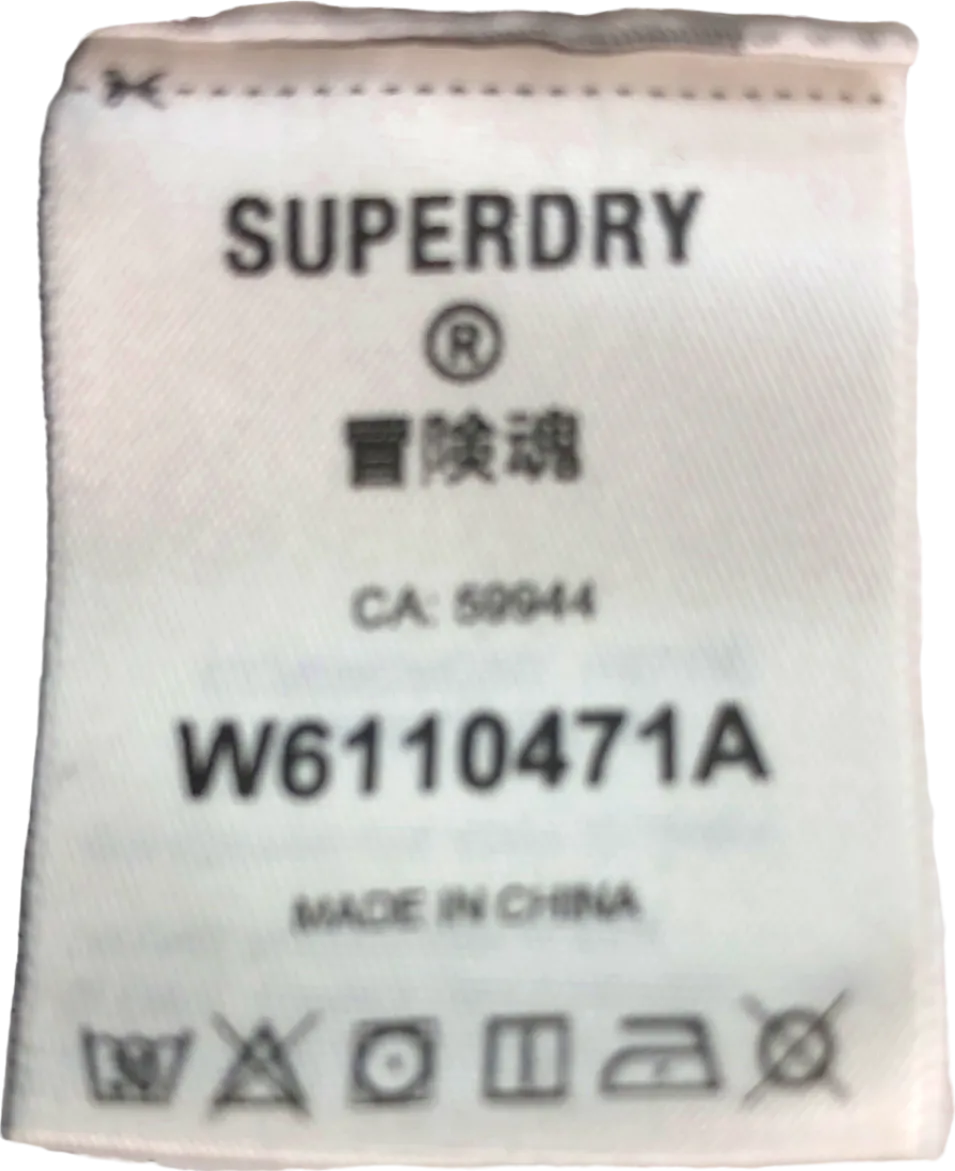 SUPERDRY
®
冒険魂
CA: 59944
W6110471A
MADE IN CHINA